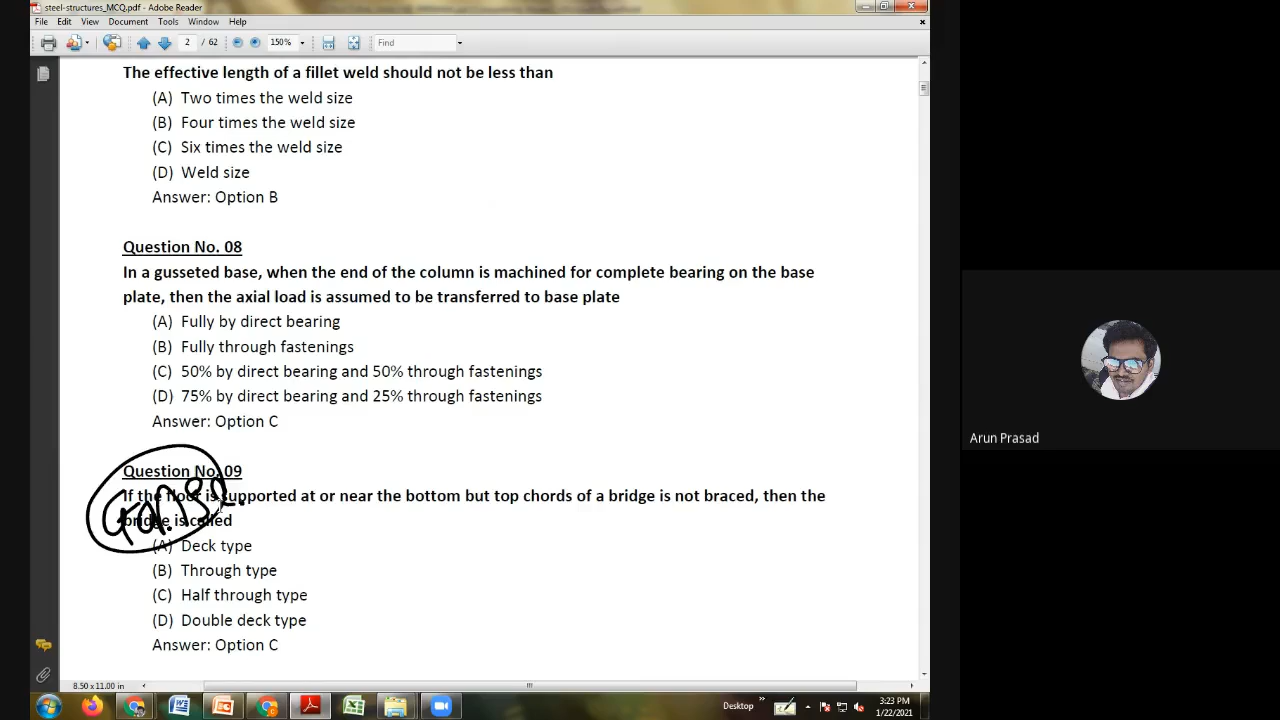 steel-structures_MCQ.pdf - Adobe Reader
File Edit View Document Tools Window Help
2 / 62 150% Find
The effective length of a fillet weld should not be less than
(A) Two times the weld size
(B) Four times the weld size
(C) Six times the weld size
(D) Weld size
Answer: Option B
Question No. 08
In a gusseted base, when the end of the column is machined for complete bearing on the base
plate, then the axial load is assumed to be transferred to base plate
(A) Fully by direct bearing
(B) Fully through fastenings
(C) 50% by direct bearing and 50% through fastenings
(D) 75% by direct bearing and 25% through fastenings
Answer: Option C
Question No. 09
If the floor is supported at or near the bottom but top chords of a bridge is not braced, then the
bridge is called
(A) Deck type
(B) Through type
(C) Half through type
(D) Double deck type
Answer: Option C
Arun Prasad
8.50 x 11.00 in
Desktop
3:23 PM
1/22/2021